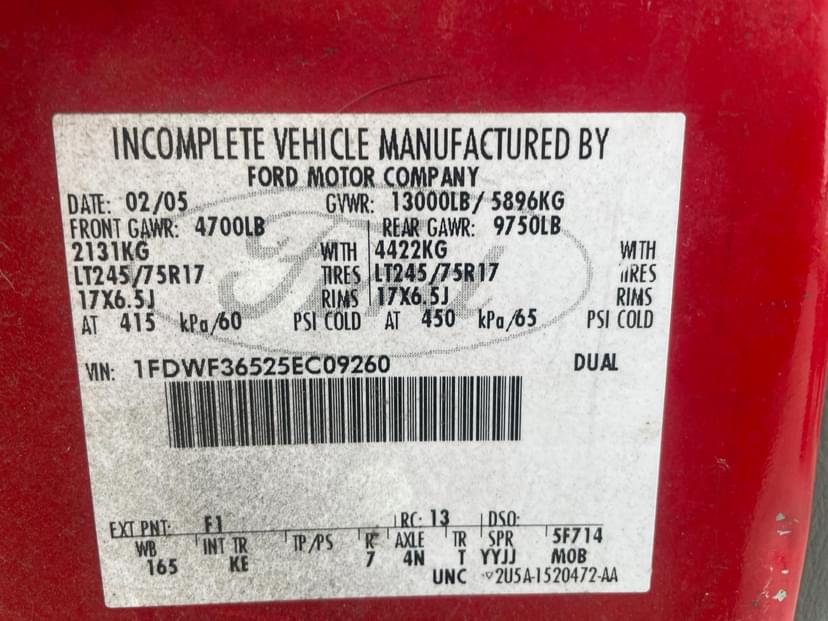 INCOMPLETE VEHICLE MANUFACTURED BY
FORD MOTOR COMPANY
DATE: 02/05 GVWR: 13000LB/ 5896KG
FRONT GAWR: 4700LB REAR GAWR: 9750LB
2131KG WITH 4422KG WITH
LT245/75R17 TIRES LT245/75R17 TIRES
17X6.5J RIMS 17X6.5J RIMS
AT 415 kPa/60 PSI COLD AT 450 kPa/65 PSI COLD
VIN: 1FDWF36525EC09260 DUAL
Ford
EXT PNT: F1 RC: 13 DSO:
WB INT TR TP/PS R AXLE TR SPR 5F714
165 KE 7 4N T YYJJ MOB
UNC ▽2U5A-1520472-AA